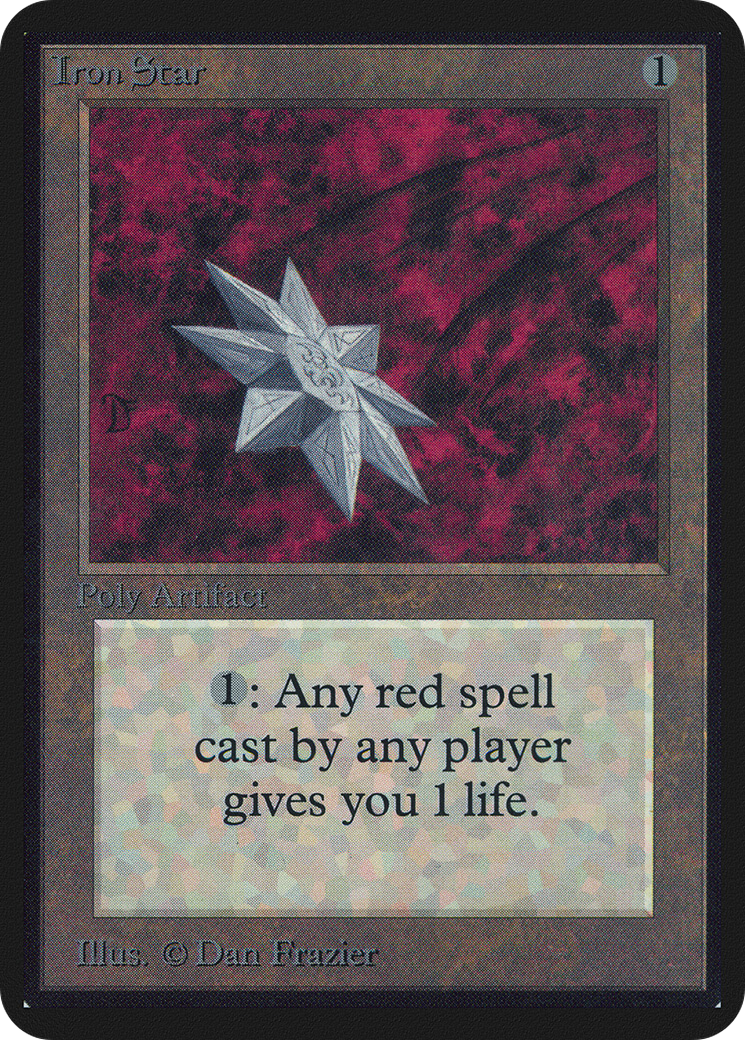 Iron Star
1
DF
Poly Artifact
1: Any red spell
cast by any player
gives you 1 life.
Illus. © Dan Frazier